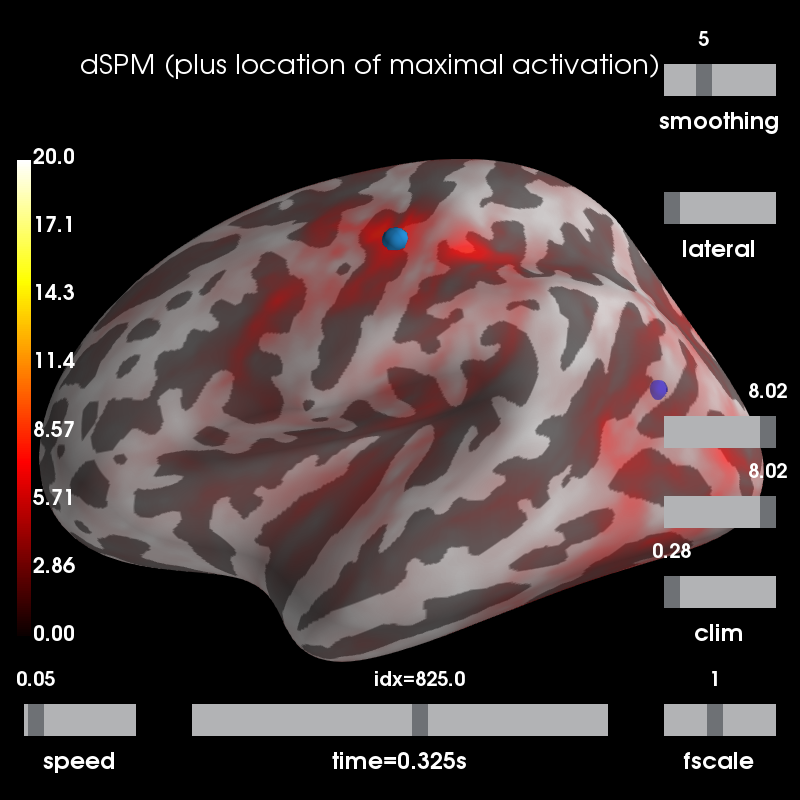 5
dSPM (plus location of maximal activation)
smoothing
20.0
17.1
lateral
14.3
11.4
8.02
8.57
8.02
5.71
0.28
2.86
0.00
clim
0.05
idx=825.0
1
speed
time=0.325s
fscale